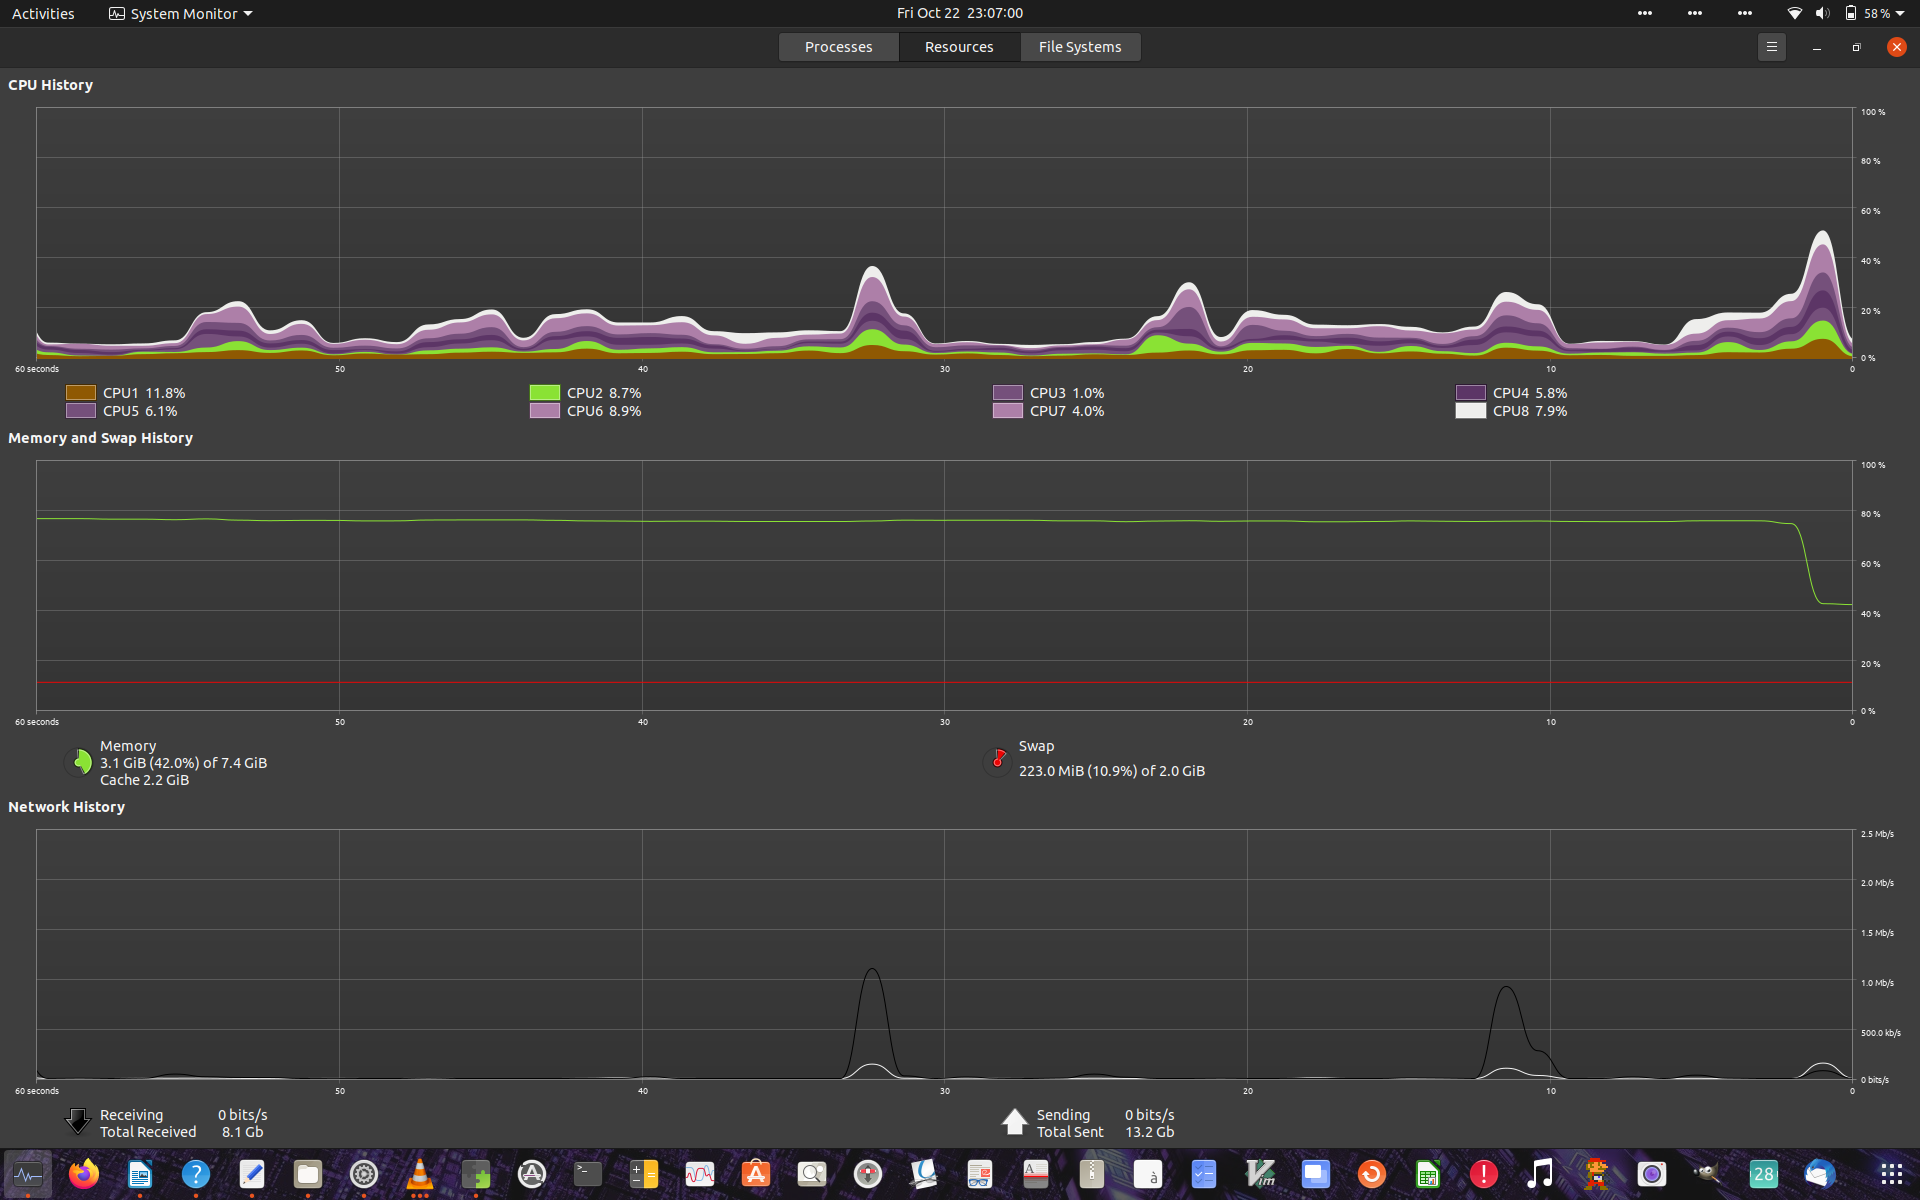 Activities System Monitor Fri Oct 22 23:07:00 58 %
Processes Resources File Systems
CPU History
100 %
80 %
60 %
40 %
20 %
0 %
60 seconds 50 40 30 20 10 0
CPU1 11.8% CPU2 8.7% CPU3 1.0% CPU4 5.8%
CPU5 6.1% CPU6 8.9% CPU7 4.0% CPU8 7.9%
Memory and Swap History
100 %
80 %
60 %
40 %
20 %
0 %
60 seconds 50 40 30 20 10 0
Memory Swap
3.1 GiB (42.0%) of 7.4 GiB 223.0 MiB (10.9%) of 2.0 GiB
Cache 2.2 GiB
Network History
2.5 Mb/s
2.0 Mb/s
1.5 Mb/s
1.0 Mb/s
500.0 kb/s
0 bits/s
60 seconds 50 40 30 20 10 0
Receiving 0 bits/s Sending 0 bits/s
Total Received 8.1 Gb Total Sent 13.2 Gb
? >_ A A à Vim ! 28